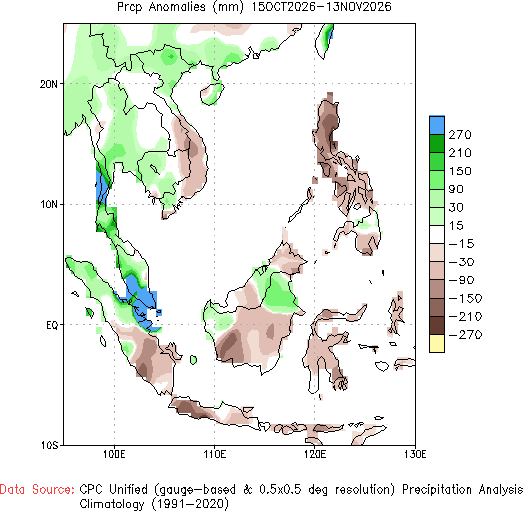 Prcp Anomalies (mm) 15OCT2026-13NOV2026
20N
10N
EQ
10S
100E
110E
120E
130E
270
210
150
90
30
15
-15
-30
-90
-150
-210
-270
Data Source: CPC Unified (gauge-based & 0.5x0.5 deg resolution) Precipitation Analysis
Climatology (1991-2020)